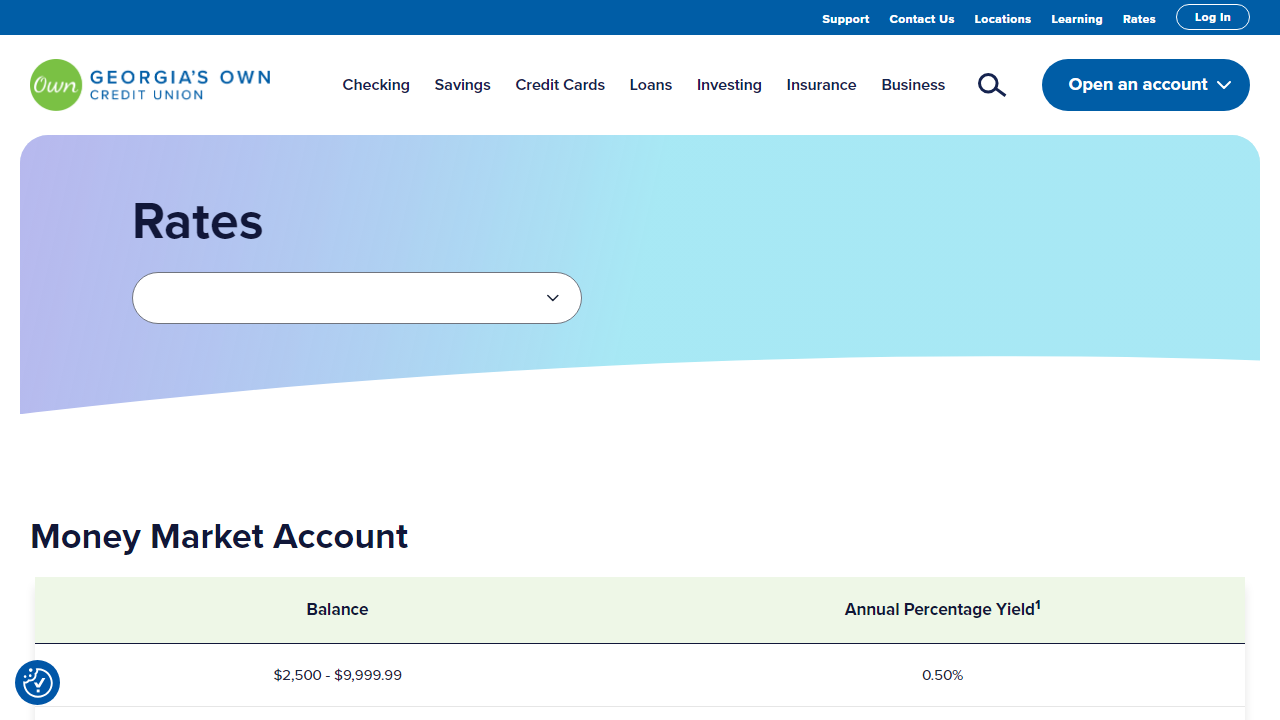 Support Contact Us Locations Learning Rates Log In
Own GEORGIA'S OWN
CREDIT UNION
Checking Savings Credit Cards Loans Investing Insurance Business Open an account
Rates
Money Market Account
Balance Annual Percentage Yield¹
$2,500 - $9,999.99 0.50%